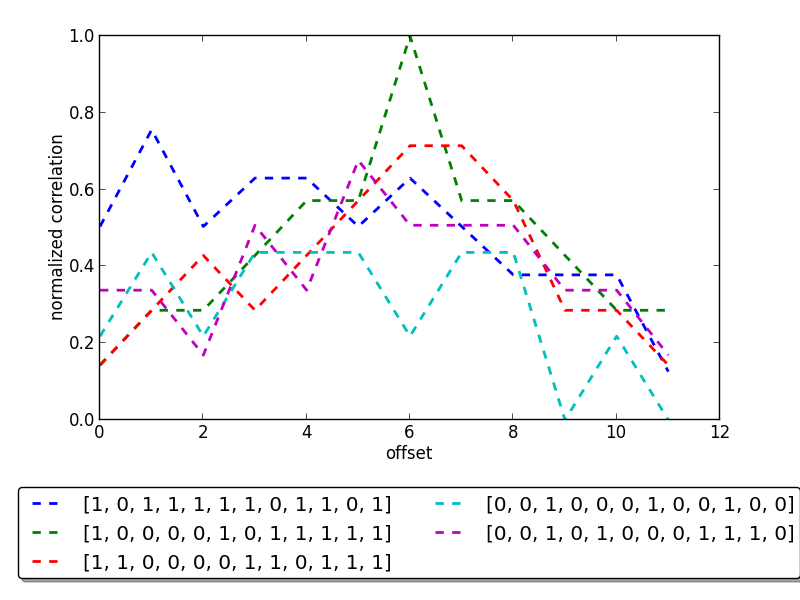 1.0
0.8
0.6
0.4
0.2
0.0
normalized correlation
0 2 4 6 8 10 12
offset
[1, 0, 1, 1, 1, 1, 1, 0, 1, 1, 0, 1]
[1, 0, 0, 0, 0, 1, 0, 1, 1, 1, 1, 1]
[1, 1, 0, 0, 0, 0, 1, 1, 0, 1, 1, 1]
[0, 0, 1, 0, 0, 0, 1, 0, 0, 1, 0, 0]
[0, 0, 1, 0, 1, 0, 0, 0, 1, 1, 1, 0]